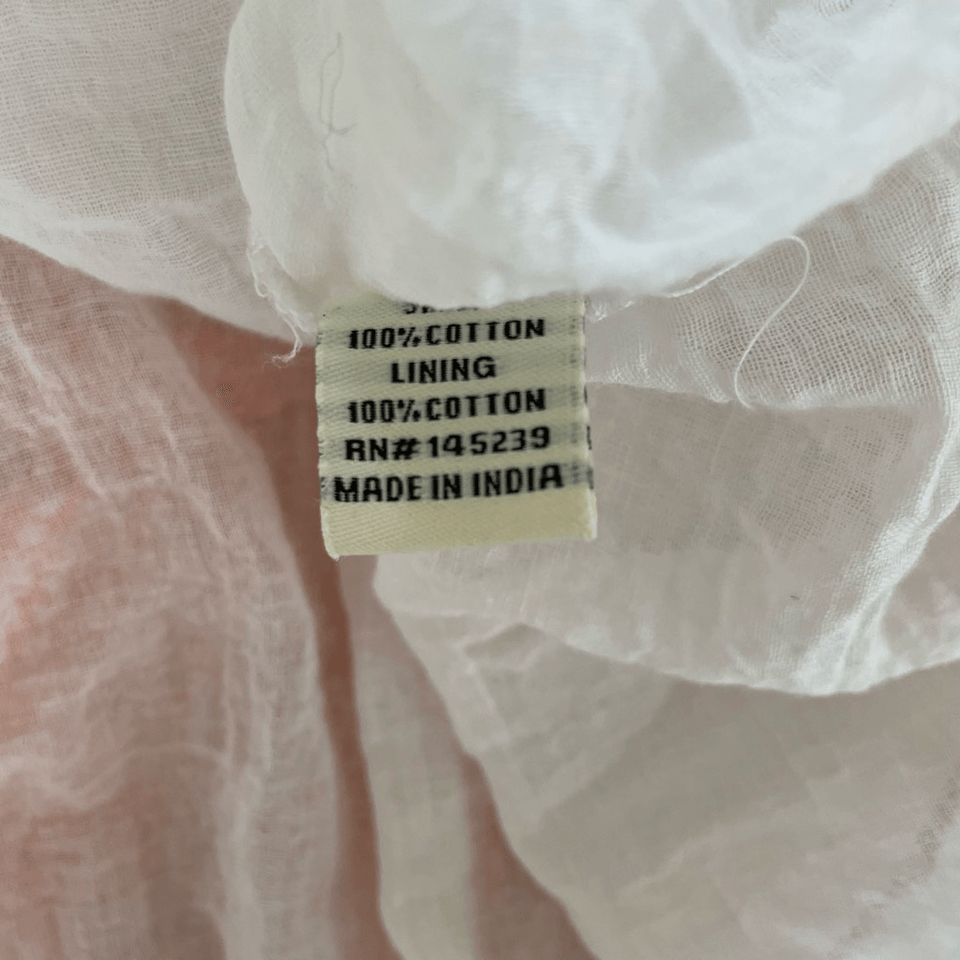 100% COTTON
LINING
100% COTTON
RN# 145239
MADE IN INDIA